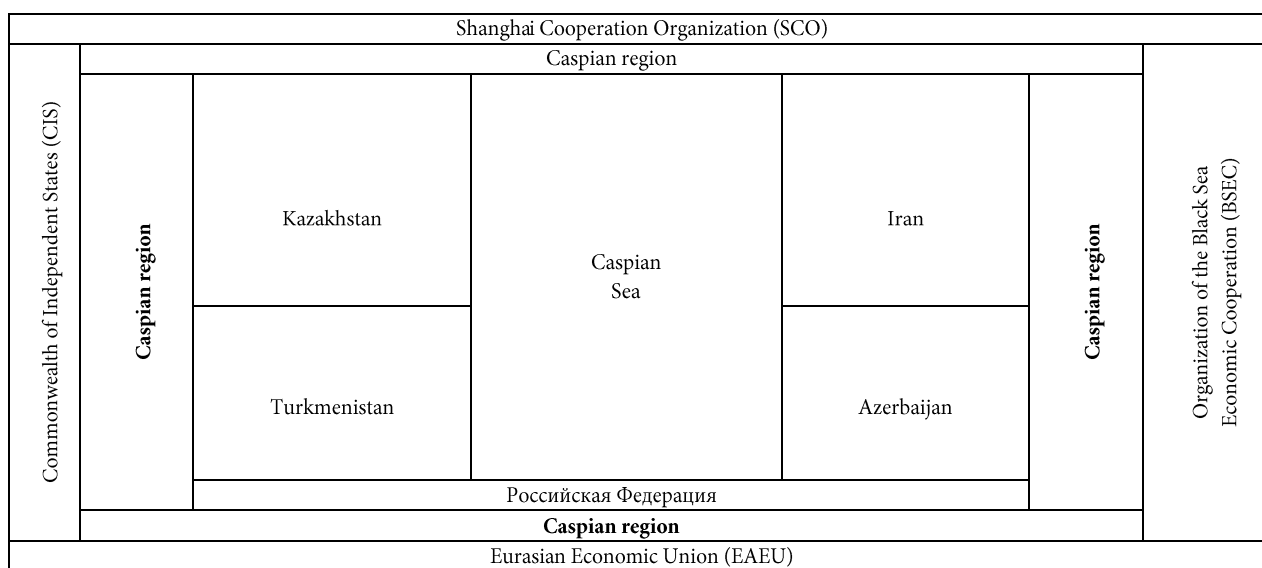 Shanghai Cooperation Organization (SCO)
Commonwealth of Independent States (CIS)
Caspian region
Organization of the Black Sea
Economic Cooperation (BSEC)
Caspian region
Kazakhstan
Caspian
Sea
Iran
Caspian region
Turkmenistan
Azerbaijan
Российская Федерация
Caspian region
Eurasian Economic Union (EAEU)